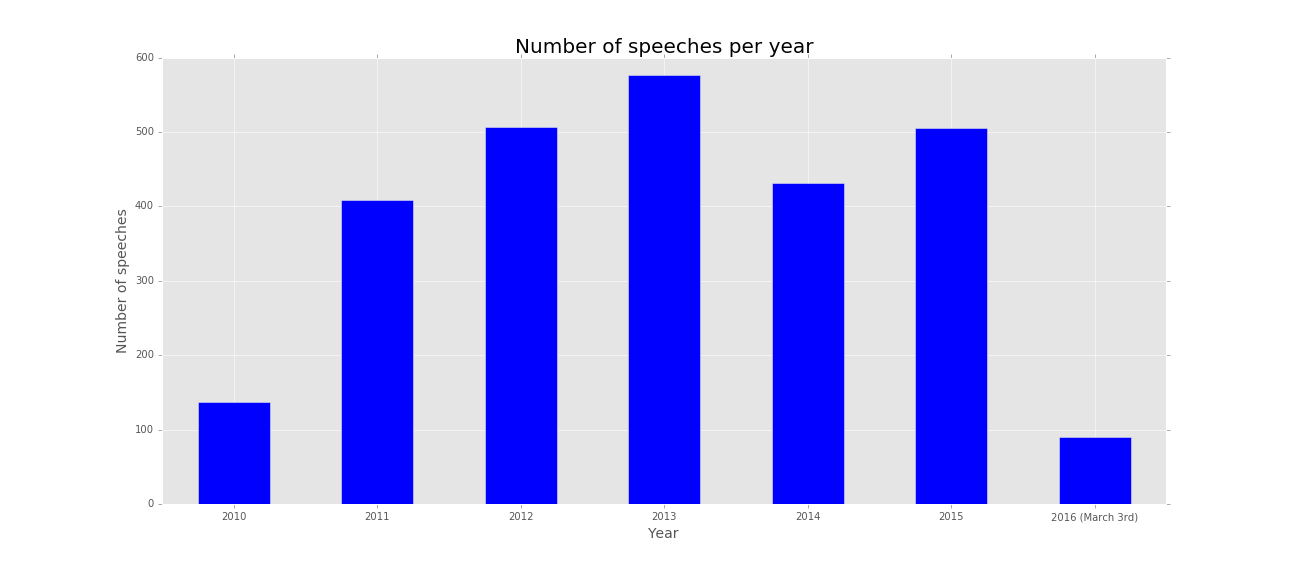 Number of speeches per year
600
500
400
300
200
100
0
Number of speeches
2010 2011 2012 2013 2014 2015 2016 (March 3rd)
Year